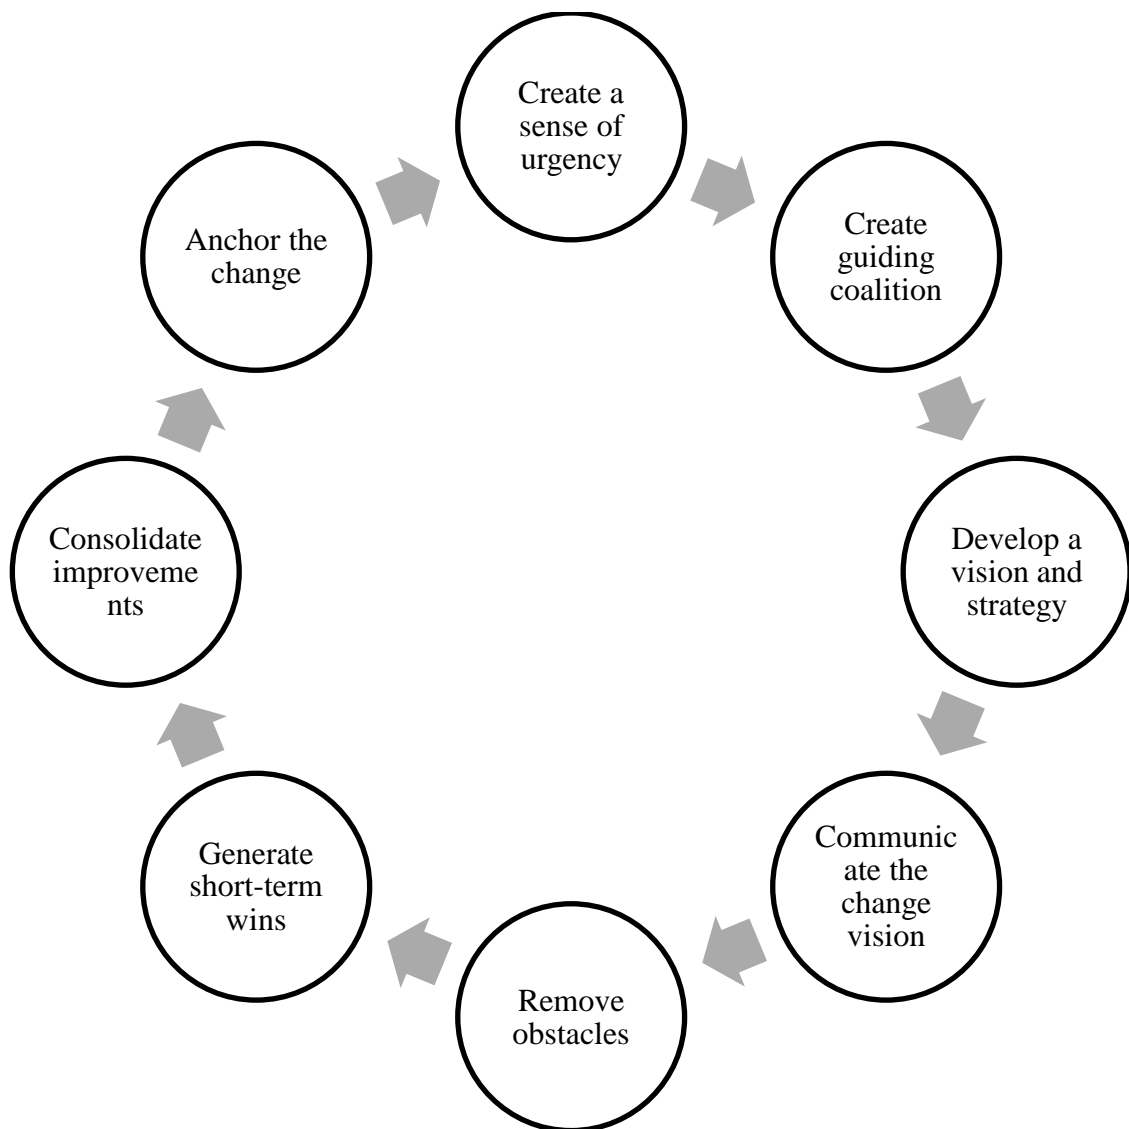 Create a
sense of
urgency
Create
guiding
coalition
Develop a
vision and
strategy
Communic
ate the
change
vision
Remove
obstacles
Generate
short-term
wins
Consolidate
improveme
nts
Anchor the
change